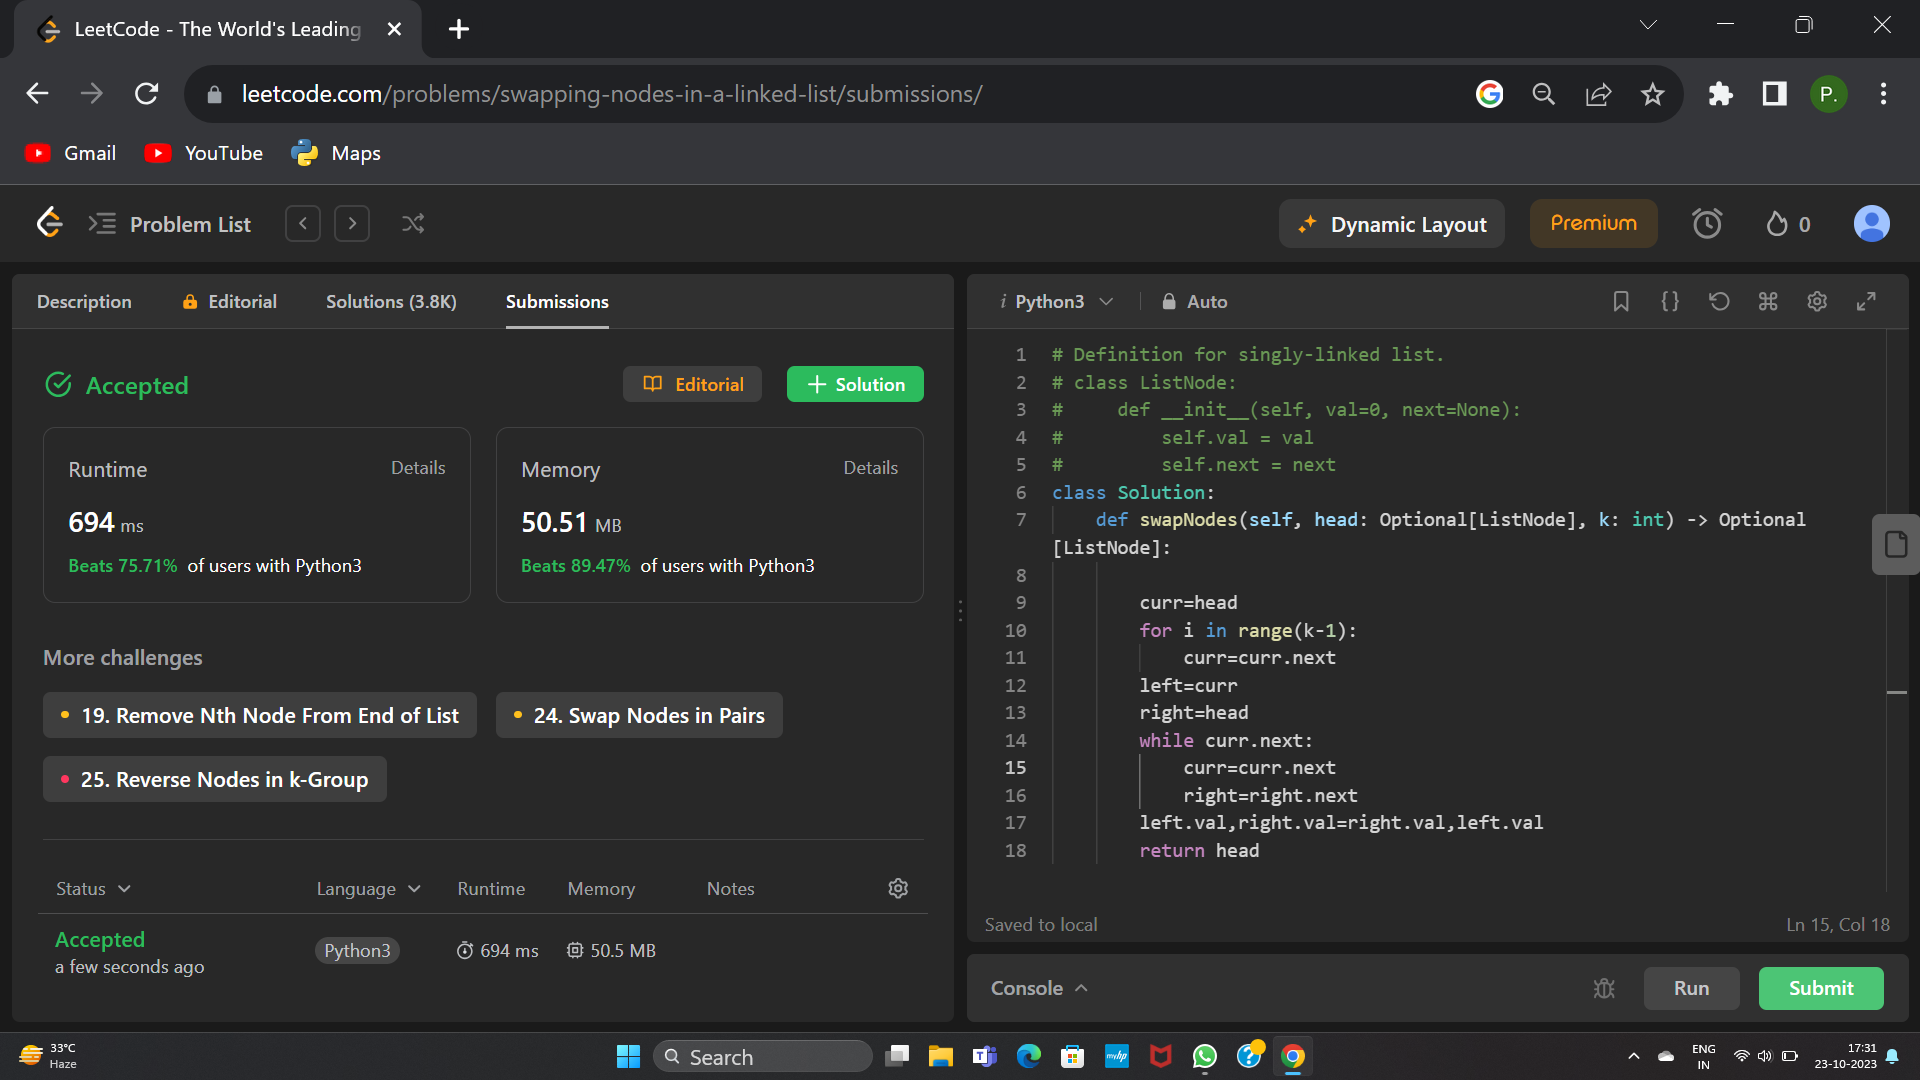 LeetCode - The World's Leading
leetcode.com/problems/swapping-nodes-in-a-linked-list/submissions/
P.
Gmail YouTube Maps
Problem List
Dynamic Layout Premium 0
Description Editorial Solutions (3.8K) Submissions
Accepted Editorial + Solution
Runtime Details
694 ms
Beats 75.71% of users with Python3
Memory Details
50.51 MB
Beats 89.47% of users with Python3
More challenges
19. Remove Nth Node From End of List
24. Swap Nodes in Pairs
25. Reverse Nodes in k-Group
Status Language Runtime Memory Notes
Accepted
a few seconds ago
Python3 694 ms 50.5 MB
i Python3 Auto
1 # Definition for singly-linked list.
2 # class ListNode:
3 #     def __init__(self, val=0, next=None):
4 #         self.val = val
5 #         self.next = next
6 class Solution:
7     def swapNodes(self, head: Optional[ListNode], k: int) -> Optional
[ListNode]:
8
9         curr=head
10         for i in range(k-1):
11             curr=curr.next
12         left=curr
13         right=head
14         while curr.next:
15             curr=curr.next
16             right=right.next
17         left.val,right.val=right.val,left.val
18         return head
Saved to local Ln 15, Col 18
Console Run Submit
33°C
Haze
Search
myhp
ENG
IN
17:31
23-10-2023